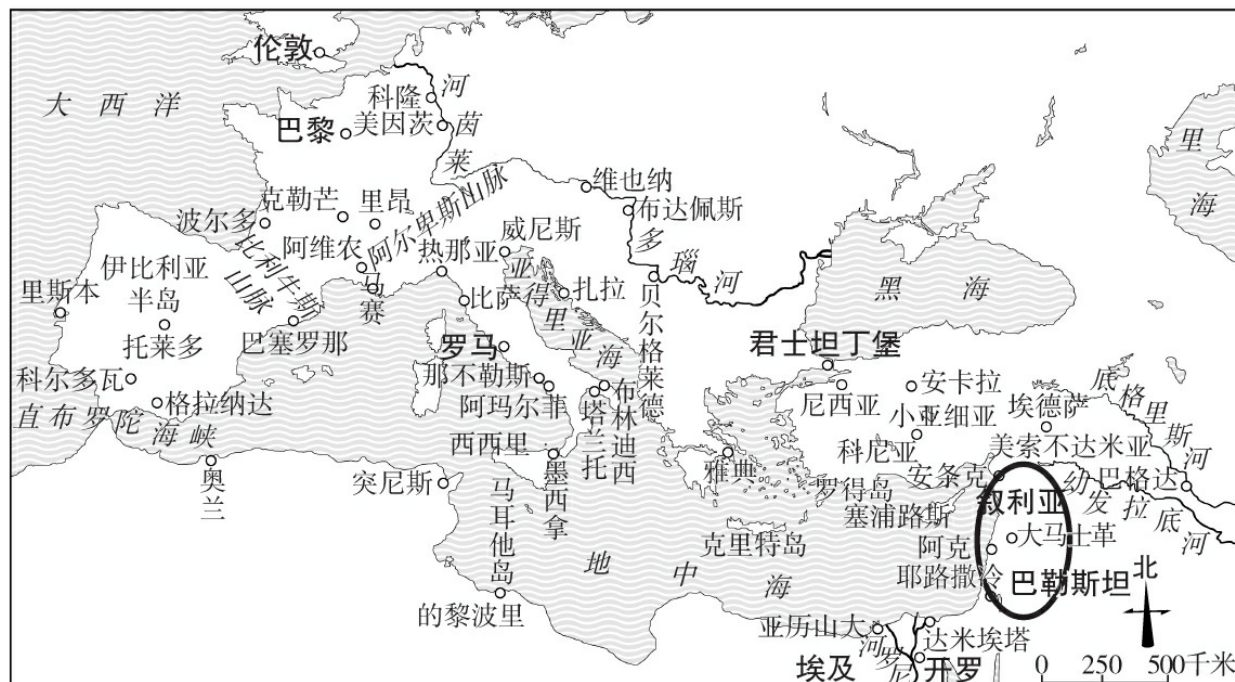 伦敦
大西洋
科隆
河
巴黎
美因茨
茵
莱
里
海
维也纳
克勒芒
里昂
阿尔卑斯山脉
布达佩斯
波尔多
比利牛斯
山脉
阿维农
热那亚
威尼斯
多瑙河
伊比利亚
半岛
马赛
亚得里亚海
黑海
里斯本
比萨
扎拉
贝尔格莱德
托莱多
巴塞罗那
罗马
君士坦丁堡
科尔多瓦
那不勒斯
布林迪西
安卡拉
底格里斯河
格拉纳达
阿玛尔菲
塔兰托
尼西亚
小亚细亚
埃德萨
直布罗陀海峡
西西里
科尼亚
美索不达米亚
奥兰
突尼斯
墨西拿
雅典
罗得岛
安条克
巴格达
幼发拉底河
马耳他岛
塞浦路斯
叙利亚
克里特岛
阿克
大马士革
地中海
耶路撒冷
巴勒斯坦
北
的黎波里
亚历山大
达米埃塔
尼罗河
埃及
开罗
0 250 500千米